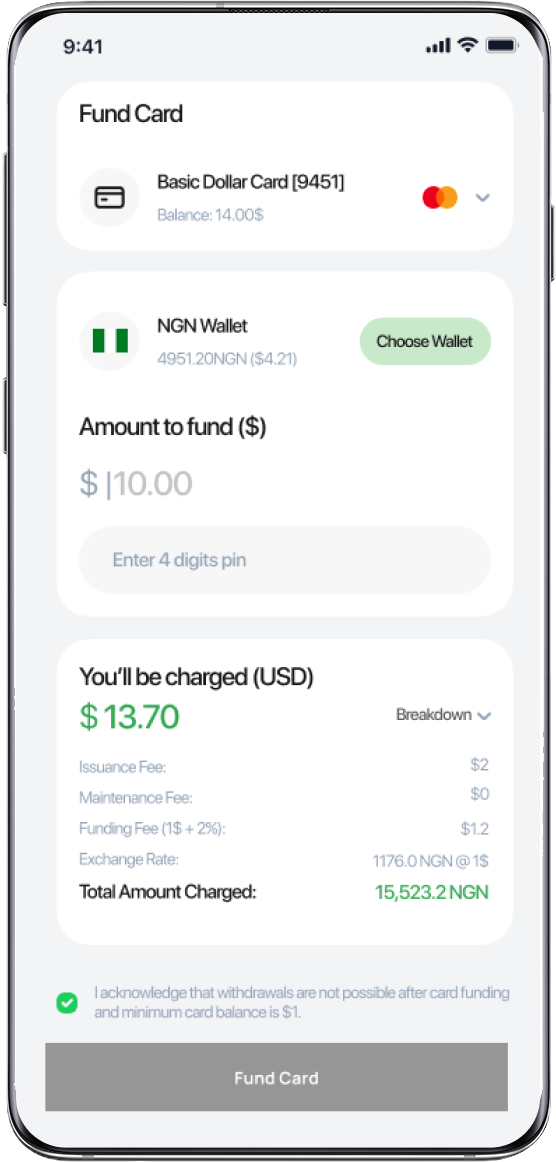 9:41
Fund Card
Basic Dollar Card [9451]
Balance: 14.00$
NGN Wallet
4951.20NGN ($4.21)
Choose Wallet
Amount to fund ($)
$ |10.00
Enter 4 digits pin
You'll be charged (USD)
$ 13.70
Breakdown
Issuance Fee: $2
Maintenance Fee: $0
Funding Fee (1$ + 2%): $1.2
Exchange Rate: 1176.0 NGN @ 1$
Total Amount Charged: 15,523.2 NGN
I acknowledge that withdrawals are not possible after card funding
and minimum card balance is $1.
Fund Card